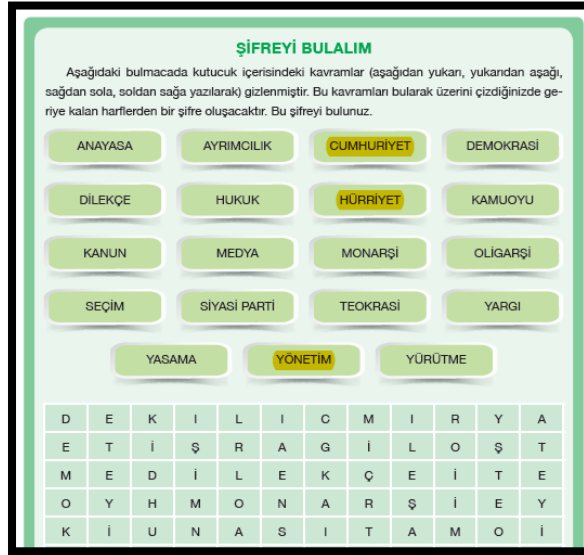 ŞİFREYİ BULALIM
Aşağıdaki bulmacada kutucuk içerisindeki kavramlar (aşağıdan yukarı, yukarıdan aşağı,
sağdan sola, soldan sağa yazılarak) gizlenmiştir. Bu kavramları bularak üzerini çizdiğinizde ge-
riye kalan harflerden bir şifre oluşacaktır. Bu şifreyi bulunuz.
ANAYASA AYRIMCILIK CUMHURİYET DEMOKRASİ
DİLEKÇE HUKUK HÜRRİYET KAMUOYU
KANUN MEDYA MONARŞİ OLİGARŞİ
SEÇİM SİYASİ PARTİ TEOKRASİ YARGI
YASAMA YÖNETİM YÜRÜTME
D E K I L I C M I R Y A
E T İ Ş R A G İ L O Ş T
M E D İ L E K Ç E İ T E
O Y H M O N A R Ş İ E Y
K İ U N A S I T A M O İ